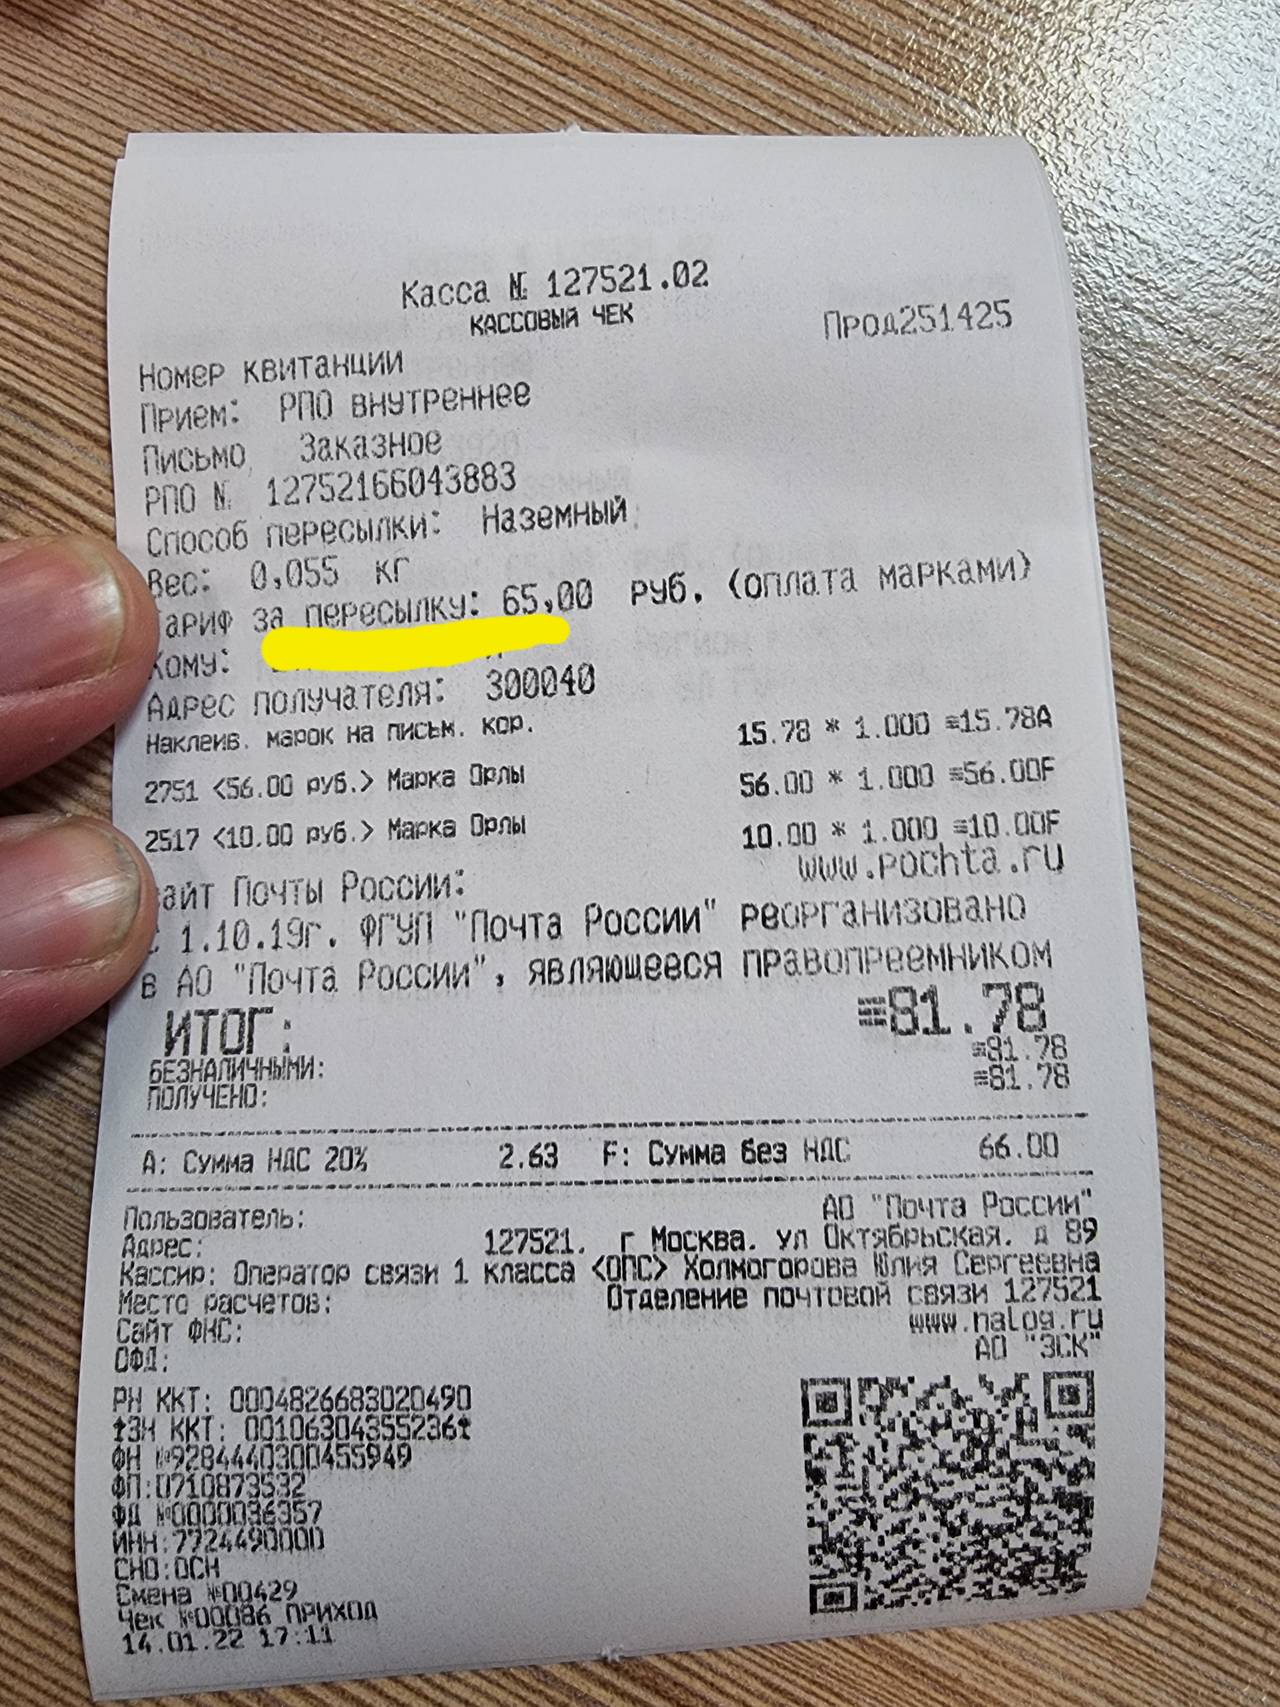 Касса № 127521.02
КАССОВЫЙ ЧЕК
Прод251425
Номер квитанции
Прием: РПО внутреннее
Письмо Заказное
РПО № 12752166043883
Способ пересылки: Наземный
Вес: 0,055 кг
Тариф за пересылку: 65,00 руб. (оплата марками)
Кому:
Адрес получателя: 300040
Наклеив. марок на письм. кор. 15.78 * 1.000 ≡15.78А
2751 <56.00 руб.> Марка Орлы 56.00 * 1.000 ≡56.00F
2517 <10.00 руб.> Марка Орлы 10.00 * 1.000 ≡10.00F
Сайт Почты России: www.pochta.ru
С 1.10.19г. ФГУП "Почта России" реорганизовано
в АО "Почта России", являющееся правопреемником
ИТОГ: ≡81.78
БЕЗНАЛИЧНЫМИ: ≡81.78
ПОЛУЧЕНО: ≡81.78
А: Сумма НДС 20% 2.63 F: Сумма без НДС 66.00
Пользователь: АО "Почта России"
Адрес: 127521, г Москва. ул Октябрьская. д 89
Кассир: Оператор связи 1 класса <ОПС> Холмогорова Юлия Сергеевна
Место расчетов: Отделение почтовой связи 127521
Сайт ФНС: www.nalog.ru
ОФД: АО "ЭСК"
РН ККТ: 0004826683020490
ЗН ККТ: 00106304355236
ФН №9284440300455949
ФП:0710873532
ФД №0000036357
ИНН:7724490000
СНО:ОСН
Смена №00429
Чек №00086 ПРИХОД
14.01.22 17:11